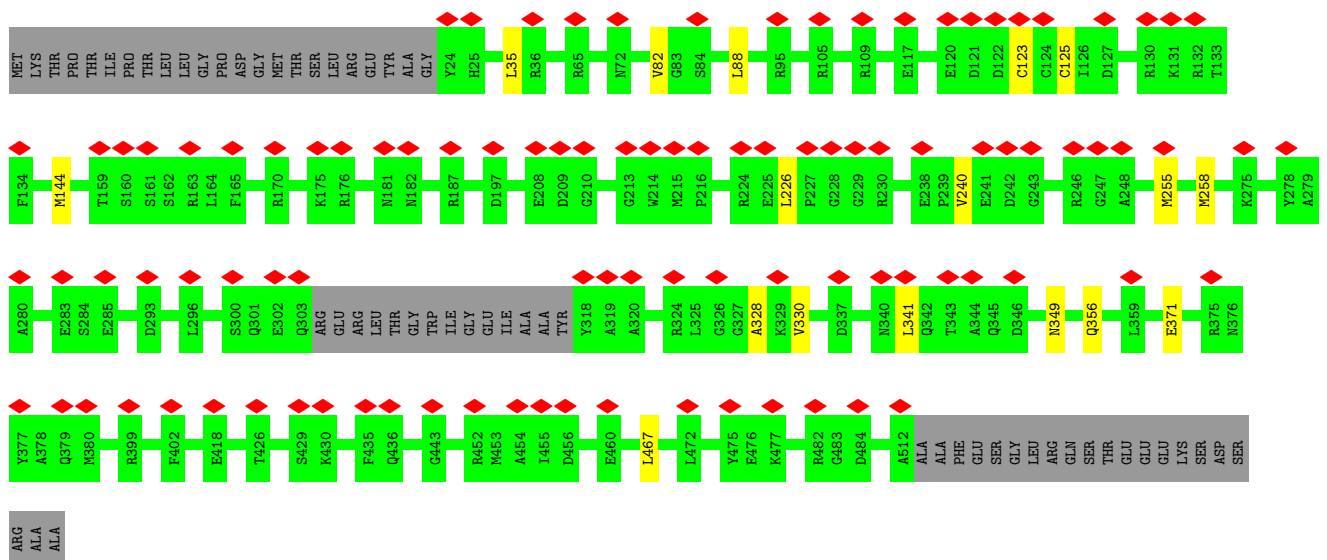 MET LYS THR PRO THR ILE PRO THR LEU LEU GLY PRO ASP GLY MET THR SER LEU ARG GLU TYR ALA GLY Y24 H25 L35 R36 R65 N72 V82 G83 S84 L88 R95 R105 R109 E117 E120 D121 D122 C123 C124 C125 I126 D127 R130 K131 R132 T133
F134 M144 T159 S160 S161 S162 R163 L164 F165 R170 K175 R176 N181 N182 R187 D197 E208 D209 G210 G213 W214 M215 P216 R224 E225 L226 P227 G228 G229 R230 E238 P239 V240 E241 D242 G243 R246 G247 A248 M255 M258 K275 Y278 A279
A280 E283 S284 E285 D293 L296 S300 Q301 E302 Q303 ARG GLU ARG LEU THR GLY TRP ILE GLY GLU ILE ALA ALA TYR Y318 A319 A320 R324 L325 G326 G327 A328 K329 V330 D337 N340 L341 Q342 T343 A344 Q345 D346 N349 Q356 L359 E371 R375 N376
Y377 A378 Q379 M380 R399 F402 E418 T426 S429 K430 F435 Q436 G443 R452 M453 A454 I455 D456 E460 L467 L472 Y475 E476 K477 R482 G483 D484 A512 ALA ALA PHE GLU SER GLY LEU ARG GLN SER THR GLU GLU GLU LYS SER ASP SER
ARG ALA ALA